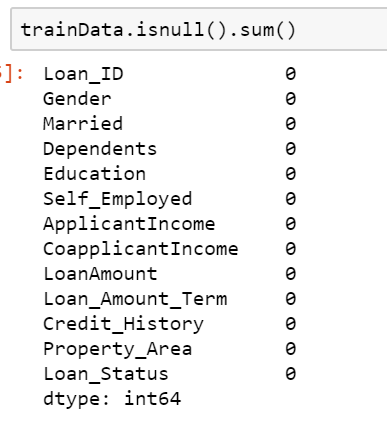 trainData.isnull().sum()
]: Loan_ID 0
Gender 0
Married 0
Dependents 0
Education 0
Self_Employed 0
ApplicantIncome 0
CoapplicantIncome 0
LoanAmount 0
Loan_Amount_Term 0
Credit_History 0
Property_Area 0
Loan_Status 0
dtype: int64